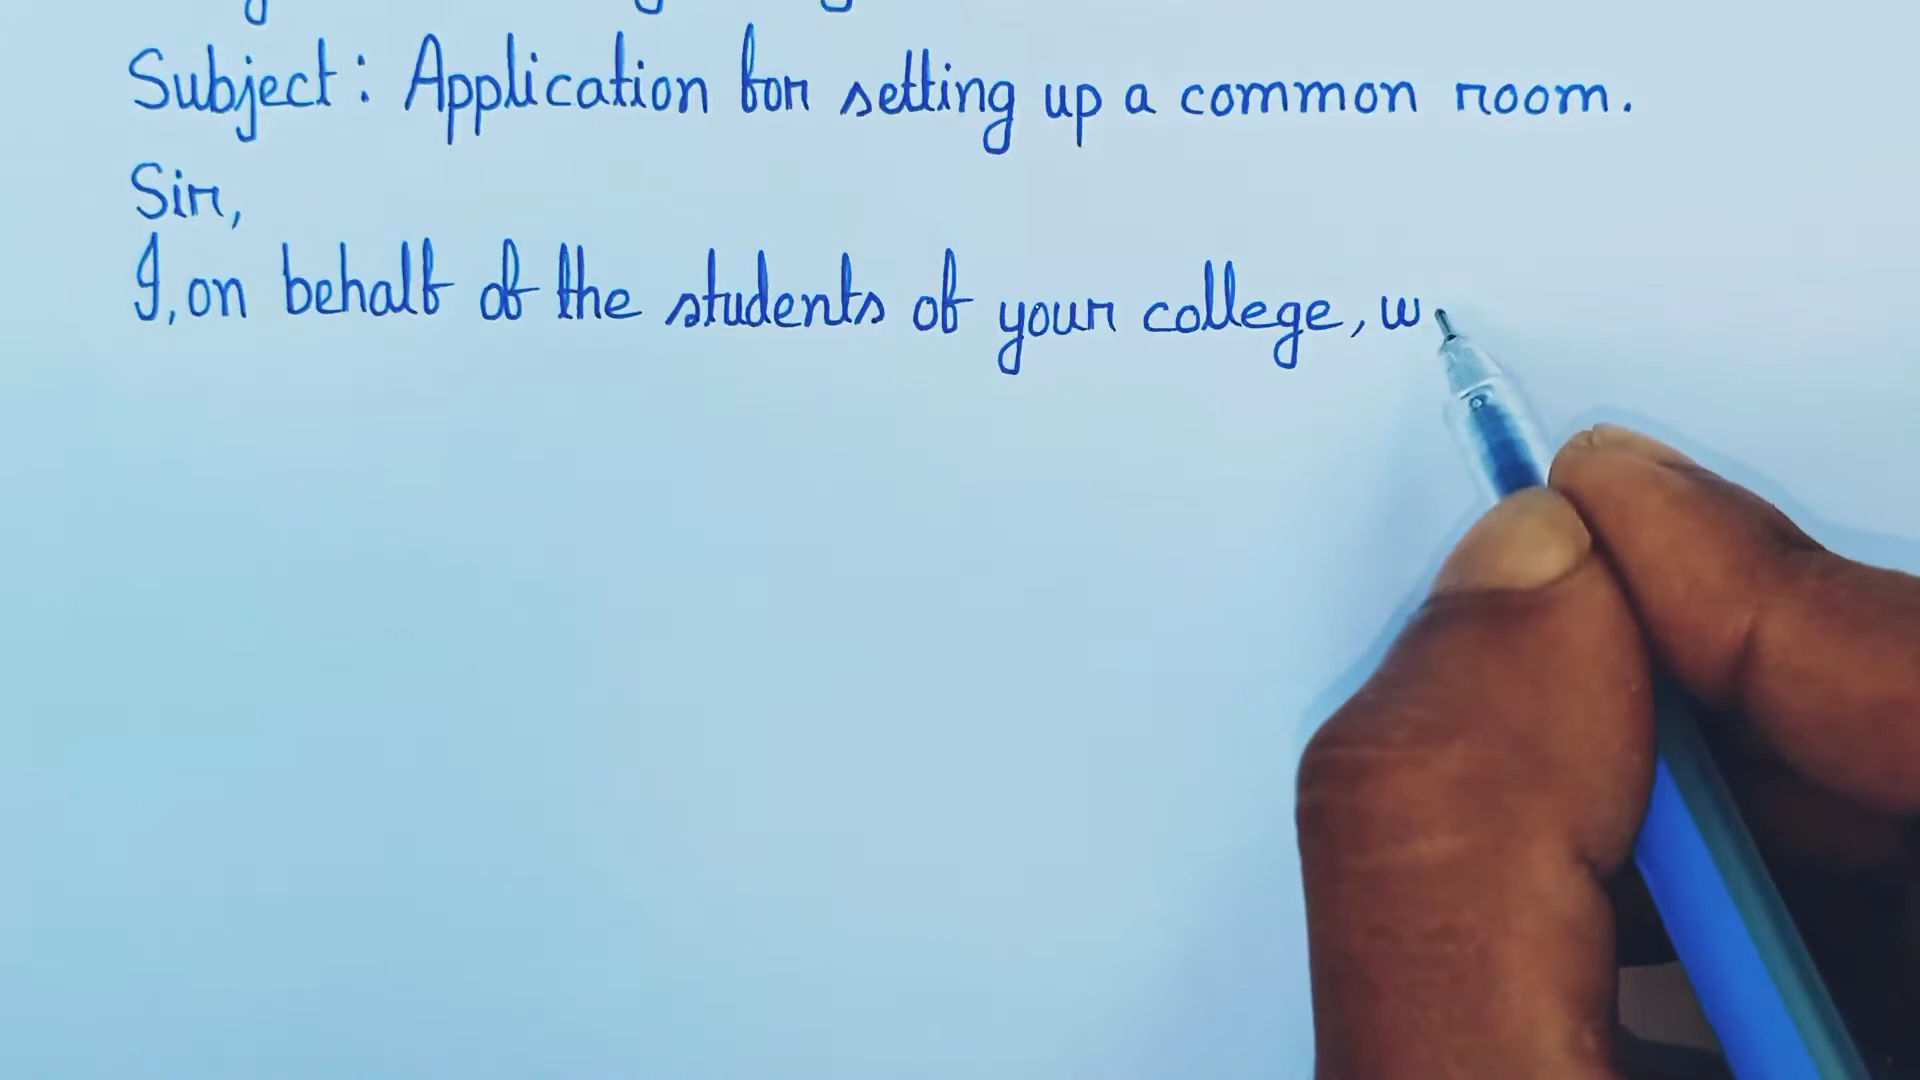 Subject: Application for setting up a common room.
Sir,
I, on behalf of the students of your college, w